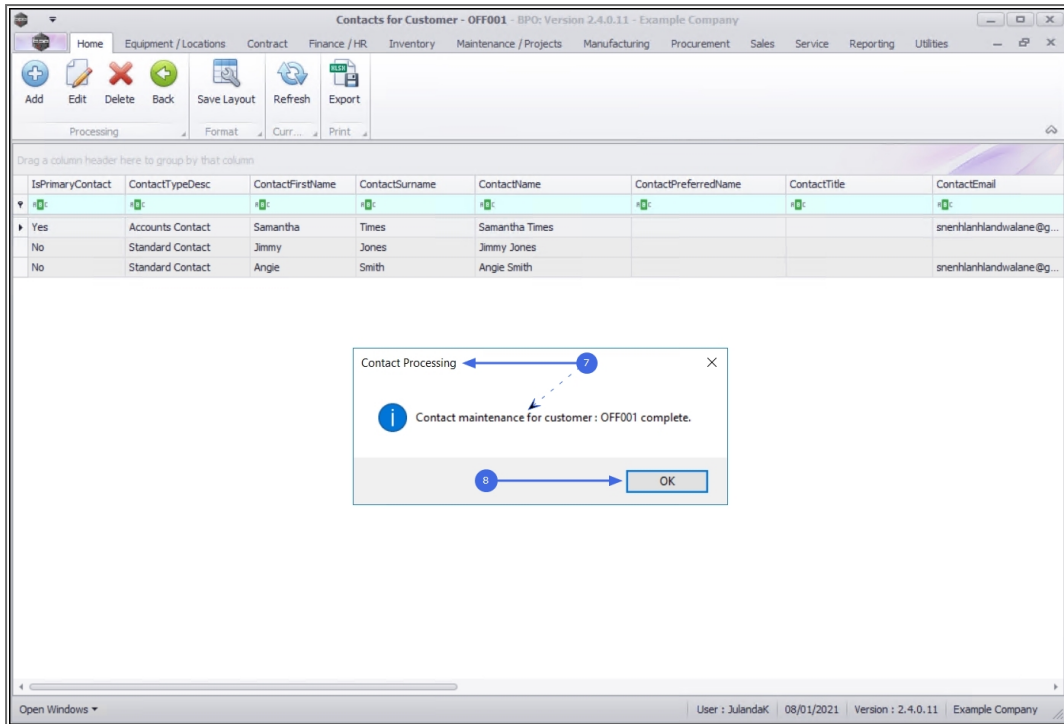 Contacts for Customer - OFF001 - BPO: Version 2.4.0.11 - Example Company
Home Equipment / Locations Contract Finance / HR Inventory Maintenance / Projects Manufacturing Procurement Sales Service Reporting Utilities
XLSX
Add Edit Delete Back Save Layout Refresh Export
Processing Format Curr... Print
Drag a column header here to group by that column
IsPrimaryContact ContactTypeDesc ContactFirstName ContactSurname ContactName ContactPreferredName ContactTitle ContactEmail
Yes Accounts Contact Samantha Times Samantha Times snenhlanhlandwalane@g...
No Standard Contact Jimmy Jones Jimmy Jones
No Standard Contact Angie Smith Angie Smith snenhlanhlandwalane@g...
Contact Processing 7
Contact maintenance for customer : OFF001 complete.
8 OK
Open Windows User : JulandaK 08/01/2021 Version : 2.4.0.11 Example Company